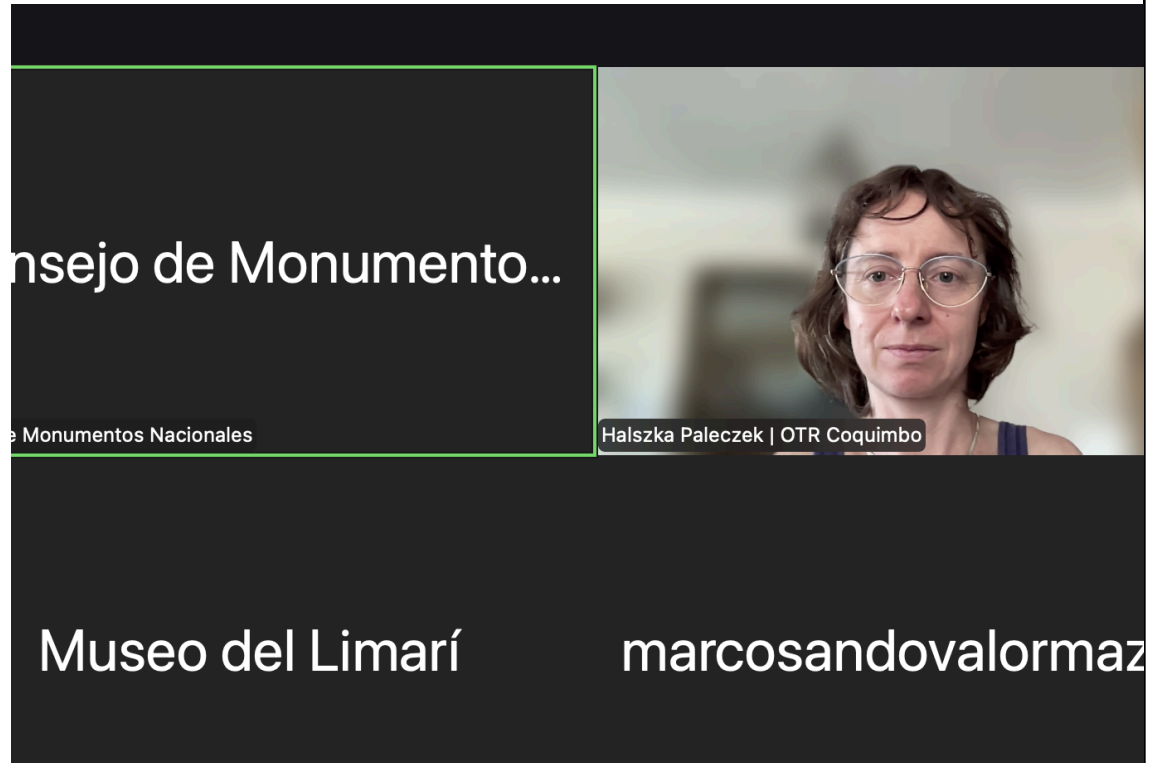 nsejo de Monumento...
e Monumentos Nacionales
Halszka Paleczek | OTR Coquimbo
Museo del Limarí
marcosandovalormaz